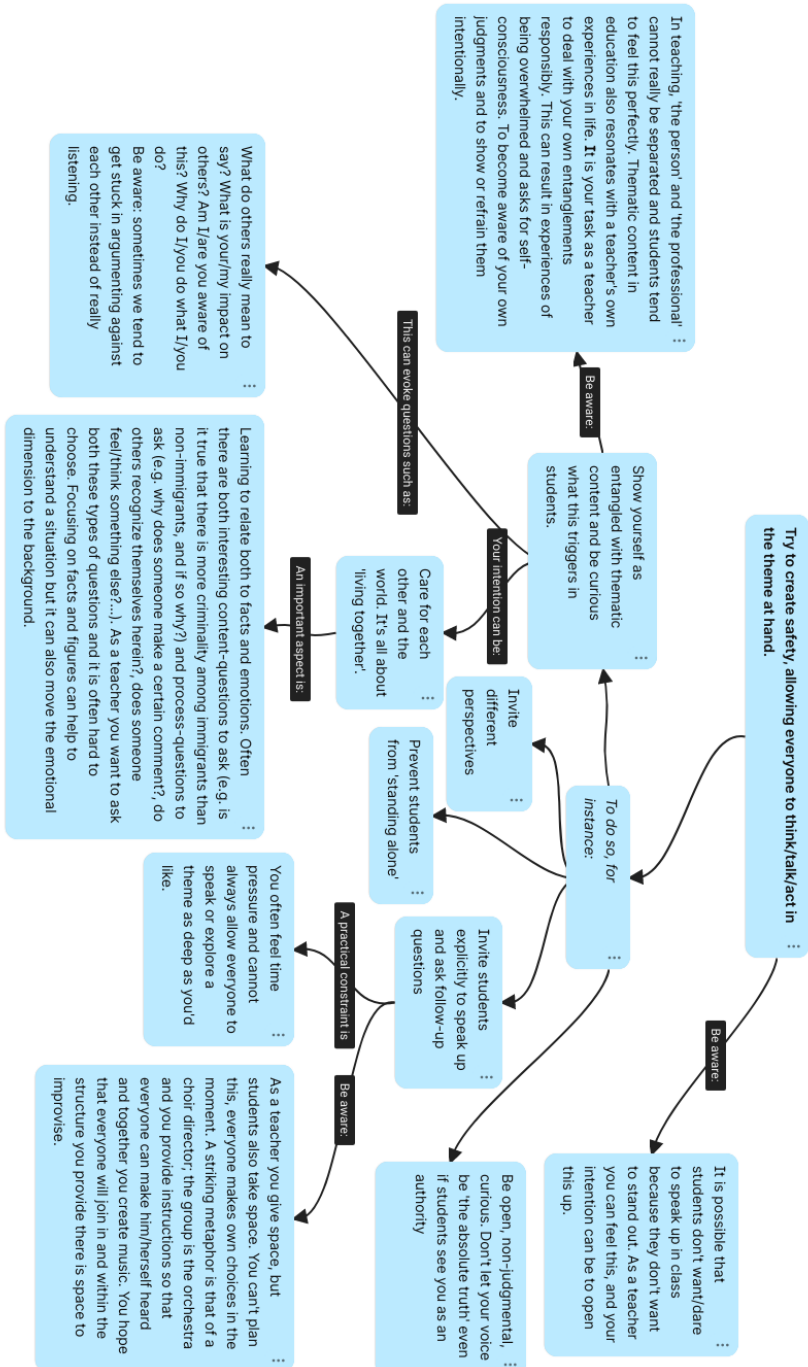 Try to create safety, allowing everyone to think/talk/act in
the theme at hand.
Be aware:
It is possible that
students don't want/dare
to speak up in class
because they don't want
to stand out. As a teacher
you can feel this, and your
intention can be to open
this up.
To do so, for
instance:
Show yourself as
entangled with thematic
content and be curious
what this triggers in
students.
Be aware:
In teaching, 'the person' and 'the professional'
cannot really be separated and students tend
to feel this perfectly. Thematic content in
education also resonates with a teacher's own
experiences in life. It is your task as a teacher
to deal with your own entanglements
responsibly. This can result in experiences of
being overwhelmed and asks for self-
consciousness. To become aware of your own
judgments and to show or refrain them
intentionally.
This can evoke questions such as:
What do others really mean to
say? What is your/my impact on
others? Am I/are you aware of
this? Why do I/you do what I/you
do?
Be aware: sometimes we tend to
get stuck in argumenting against
each other instead of really
listening.
Your intention can be:
Care for each
other and the
world. It's all about
'living together'.
An important aspect is:
Learning to relate both to facts and emotions. Often
there are both interesting content-questions to ask (e.g. is
it true that there is more criminality among immigrants than
non-immigrants, and if so why?) and process-questions to
ask (e.g. why does someone make a certain comment?, do
others recognize themselves herein?, does someone
feel/think something else?...). As a teacher you want to ask
both these types of questions and it is often hard to
choose. Focusing on facts and figures can help to
understand a situation but it can also move the emotional
dimension to the background.
Invite
different
perspectives
Prevent students
from 'standing alone'
Invite students
explicitly to speak up
and ask follow-up
questions
A practical constraint is
You often feel time
pressure and cannot
always allow everyone to
speak or explore a
theme as deep as you'd
like.
Be aware:
As a teacher you give space, but
students also take space. You can't plan
this, everyone makes own choices in the
moment. A striking metaphor is that of a
choir director; the group is the orchestra
and you provide instructions so that
everyone can make him/herself heard
and together you create music. You hope
that everyone will join in and within the
structure you provide there is space to
improvise.
Be open, non-judgmental,
curious. Don't let your voice
be 'the absolute truth' even
if students see you as an
authority